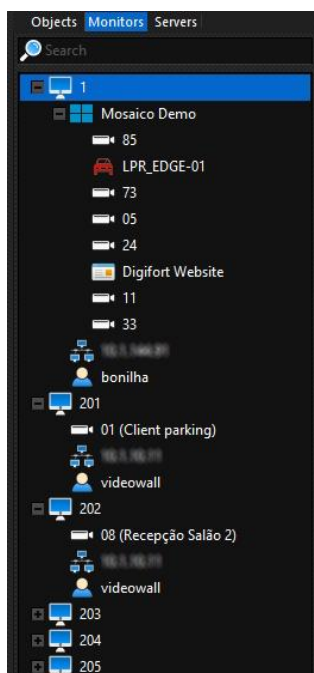 Objects Monitors Servers
Search
1
Mosaico Demo
85
LPR_EDGE-01
73
05
24
Digifort Website
11
33
bonilha
201
01 (Client parking)
videowall
202
08 (Recepção Salão 2)
videowall
203
204
205